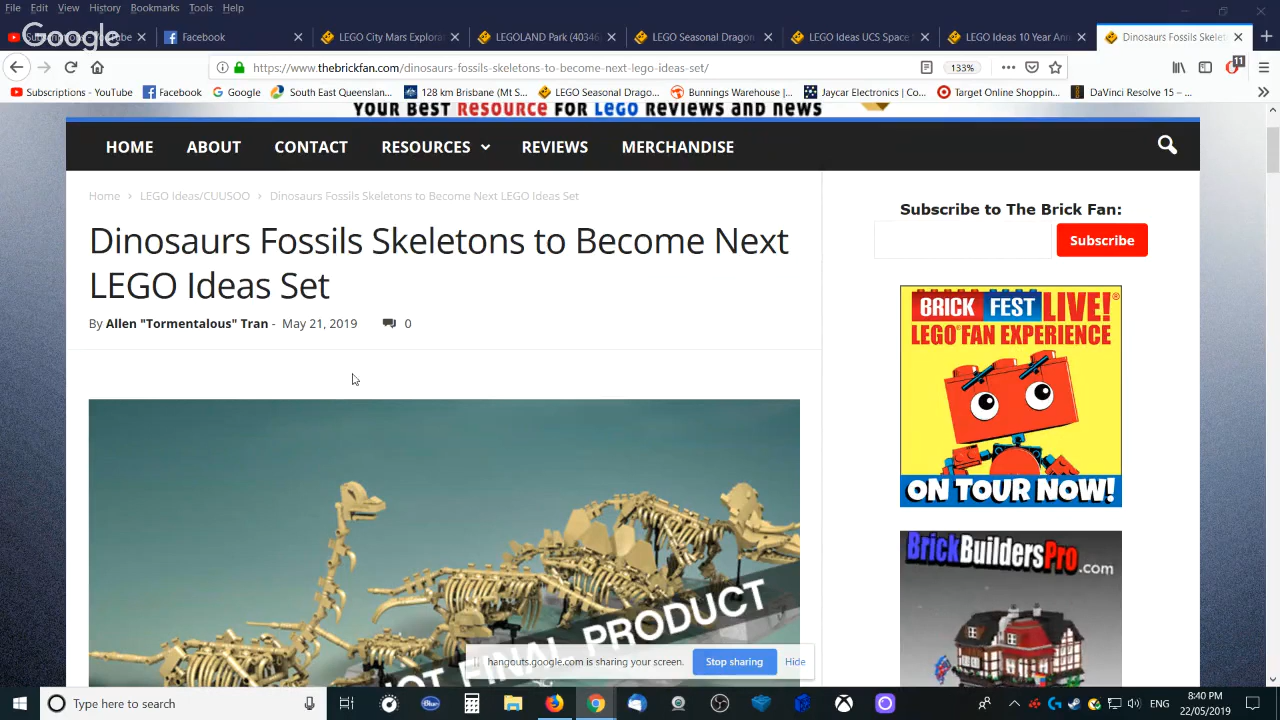 File Edit View History Bookmarks Tools Help
Google
Facebook
LEGO City Mars Explora
LEGOLAND Park (40346
LEGO Seasonal Dragon
LEGO Ideas UCS Space
LEGO Ideas 10 Year Ann
Dinosaurs Fossils Skelet
https://www.thebrickfan.com/dinosaurs-fossils-skeletons-to-become-next-lego-ideas-set/
133%
11
Subscriptions - YouTube
Facebook
Google
South East Queenslan...
128 km Brisbane (Mt S...
LEGO Seasonal Drago...
Bunnings Warehouse |...
Jaycar Electronics | Co...
Target Online Shoppin...
DaVinci Resolve 15 – ...
YOUR BEST RESOURCE FOR LEGO REVIEWS AND NEWS
HOME ABOUT CONTACT RESOURCES REVIEWS MERCHANDISE
Home › LEGO Ideas/CUUSOO › Dinosaurs Fossils Skeletons to Become Next LEGO Ideas Set
Dinosaurs Fossils Skeletons to Become Next
LEGO Ideas Set
By Allen "Tormentalous" Tran - May 21, 2019 0
NOT FINAL PRODUCT
Subscribe to The Brick Fan:
Subscribe
BRICK FEST LIVE!®
LEGO® FAN EXPERIENCE
ON TOUR NOW!
BrickBuildersPro.com
hangouts.google.com is sharing your screen.
Stop sharing
Hide
Type here to search
Blue
ENG
8:40 PM
22/05/2019